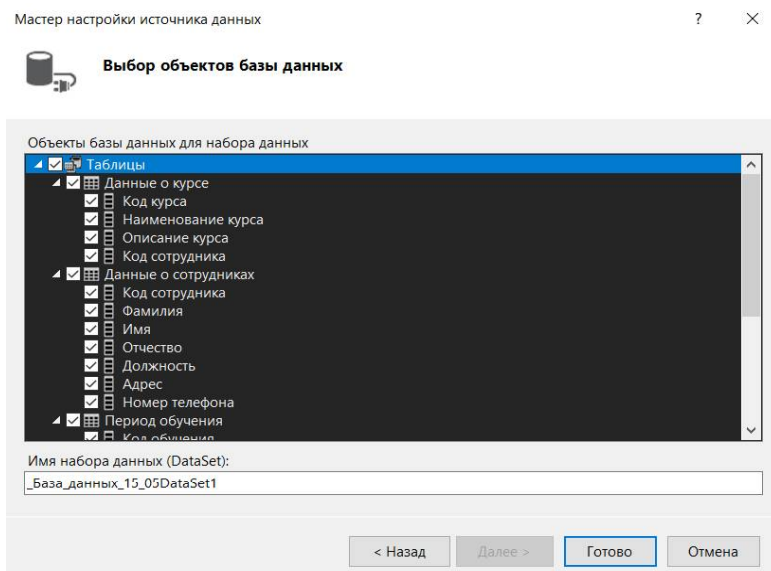 Мастер настройки источника данных
?
Выбор объектов базы данных
Объекты базы данных для набора данных
Таблицы
Данные о курсе
Код курса
Наименование курса
Описание курса
Код сотрудника
Данные о сотрудниках
Код сотрудника
Фамилия
Имя
Отчество
Должность
Адрес
Номер телефона
Период обучения
Код обучения
Имя набора данных (DataSet):
_База_данных_15_05DataSet1
< Назад Далее > Готово Отмена